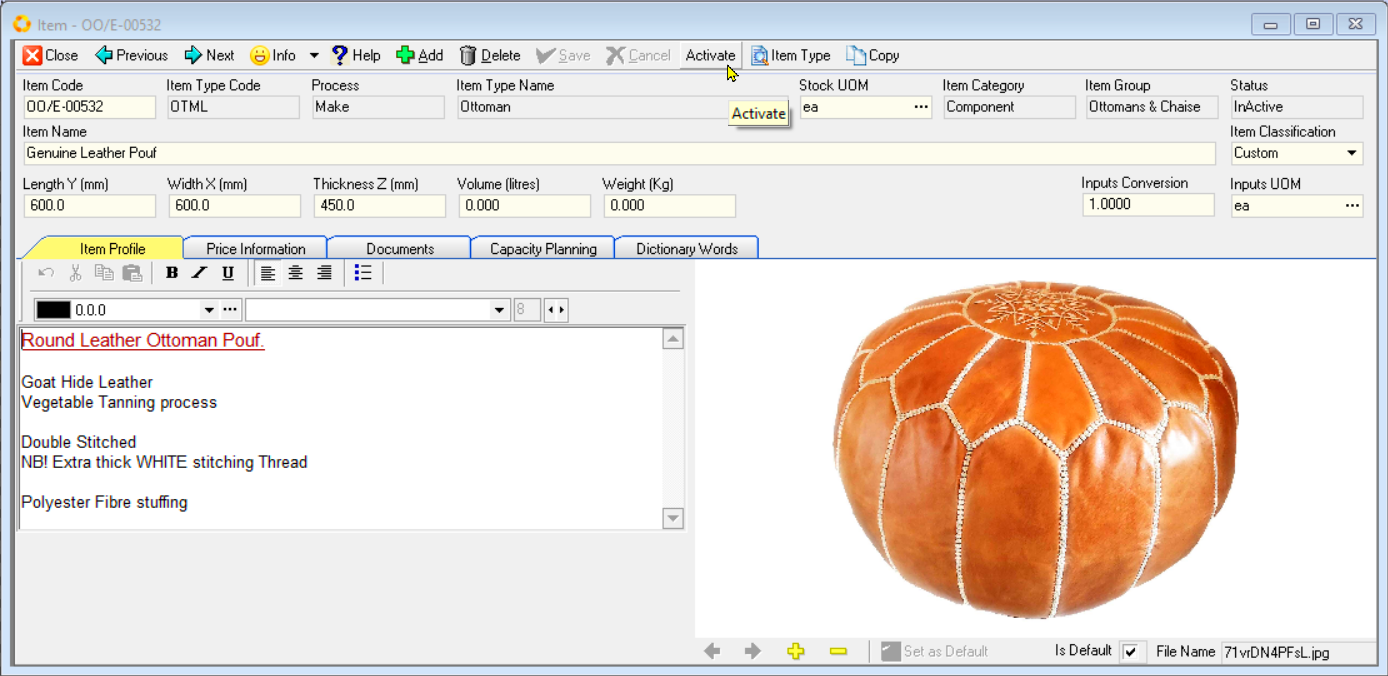 Item - OO/E-00532
Close Previous Next Info Help Add Delete Save Cancel Activate Item Type Copy
Item Code Item Type Code Process Item Type Name Stock UOM Item Category Item Group Status
OO/E-00532 OTML Make Ottoman ea ... Component Ottomans & Chaise InActive
Activate
Item Name Item Classification
Genuine Leather Pouf Custom
Length Y (mm) Width X (mm) Thickness Z (mm) Volume (litres) Weight (Kg) Inputs Conversion Inputs UOM
600.0 600.0 450.0 0.000 0.000 1.0000 ea ...
Item Profile Price Information Documents Capacity Planning Dictionary Words
B I U
0.0.0 ... 8
Round Leather Ottoman Pouf.
Goat Hide Leather
Vegetable Tanning process
Double Stitched
NB! Extra thick WHITE stitching Thread
Polyester Fibre stuffing
Set as Default Is Default File Name 71vrDN4PFsL.jpg